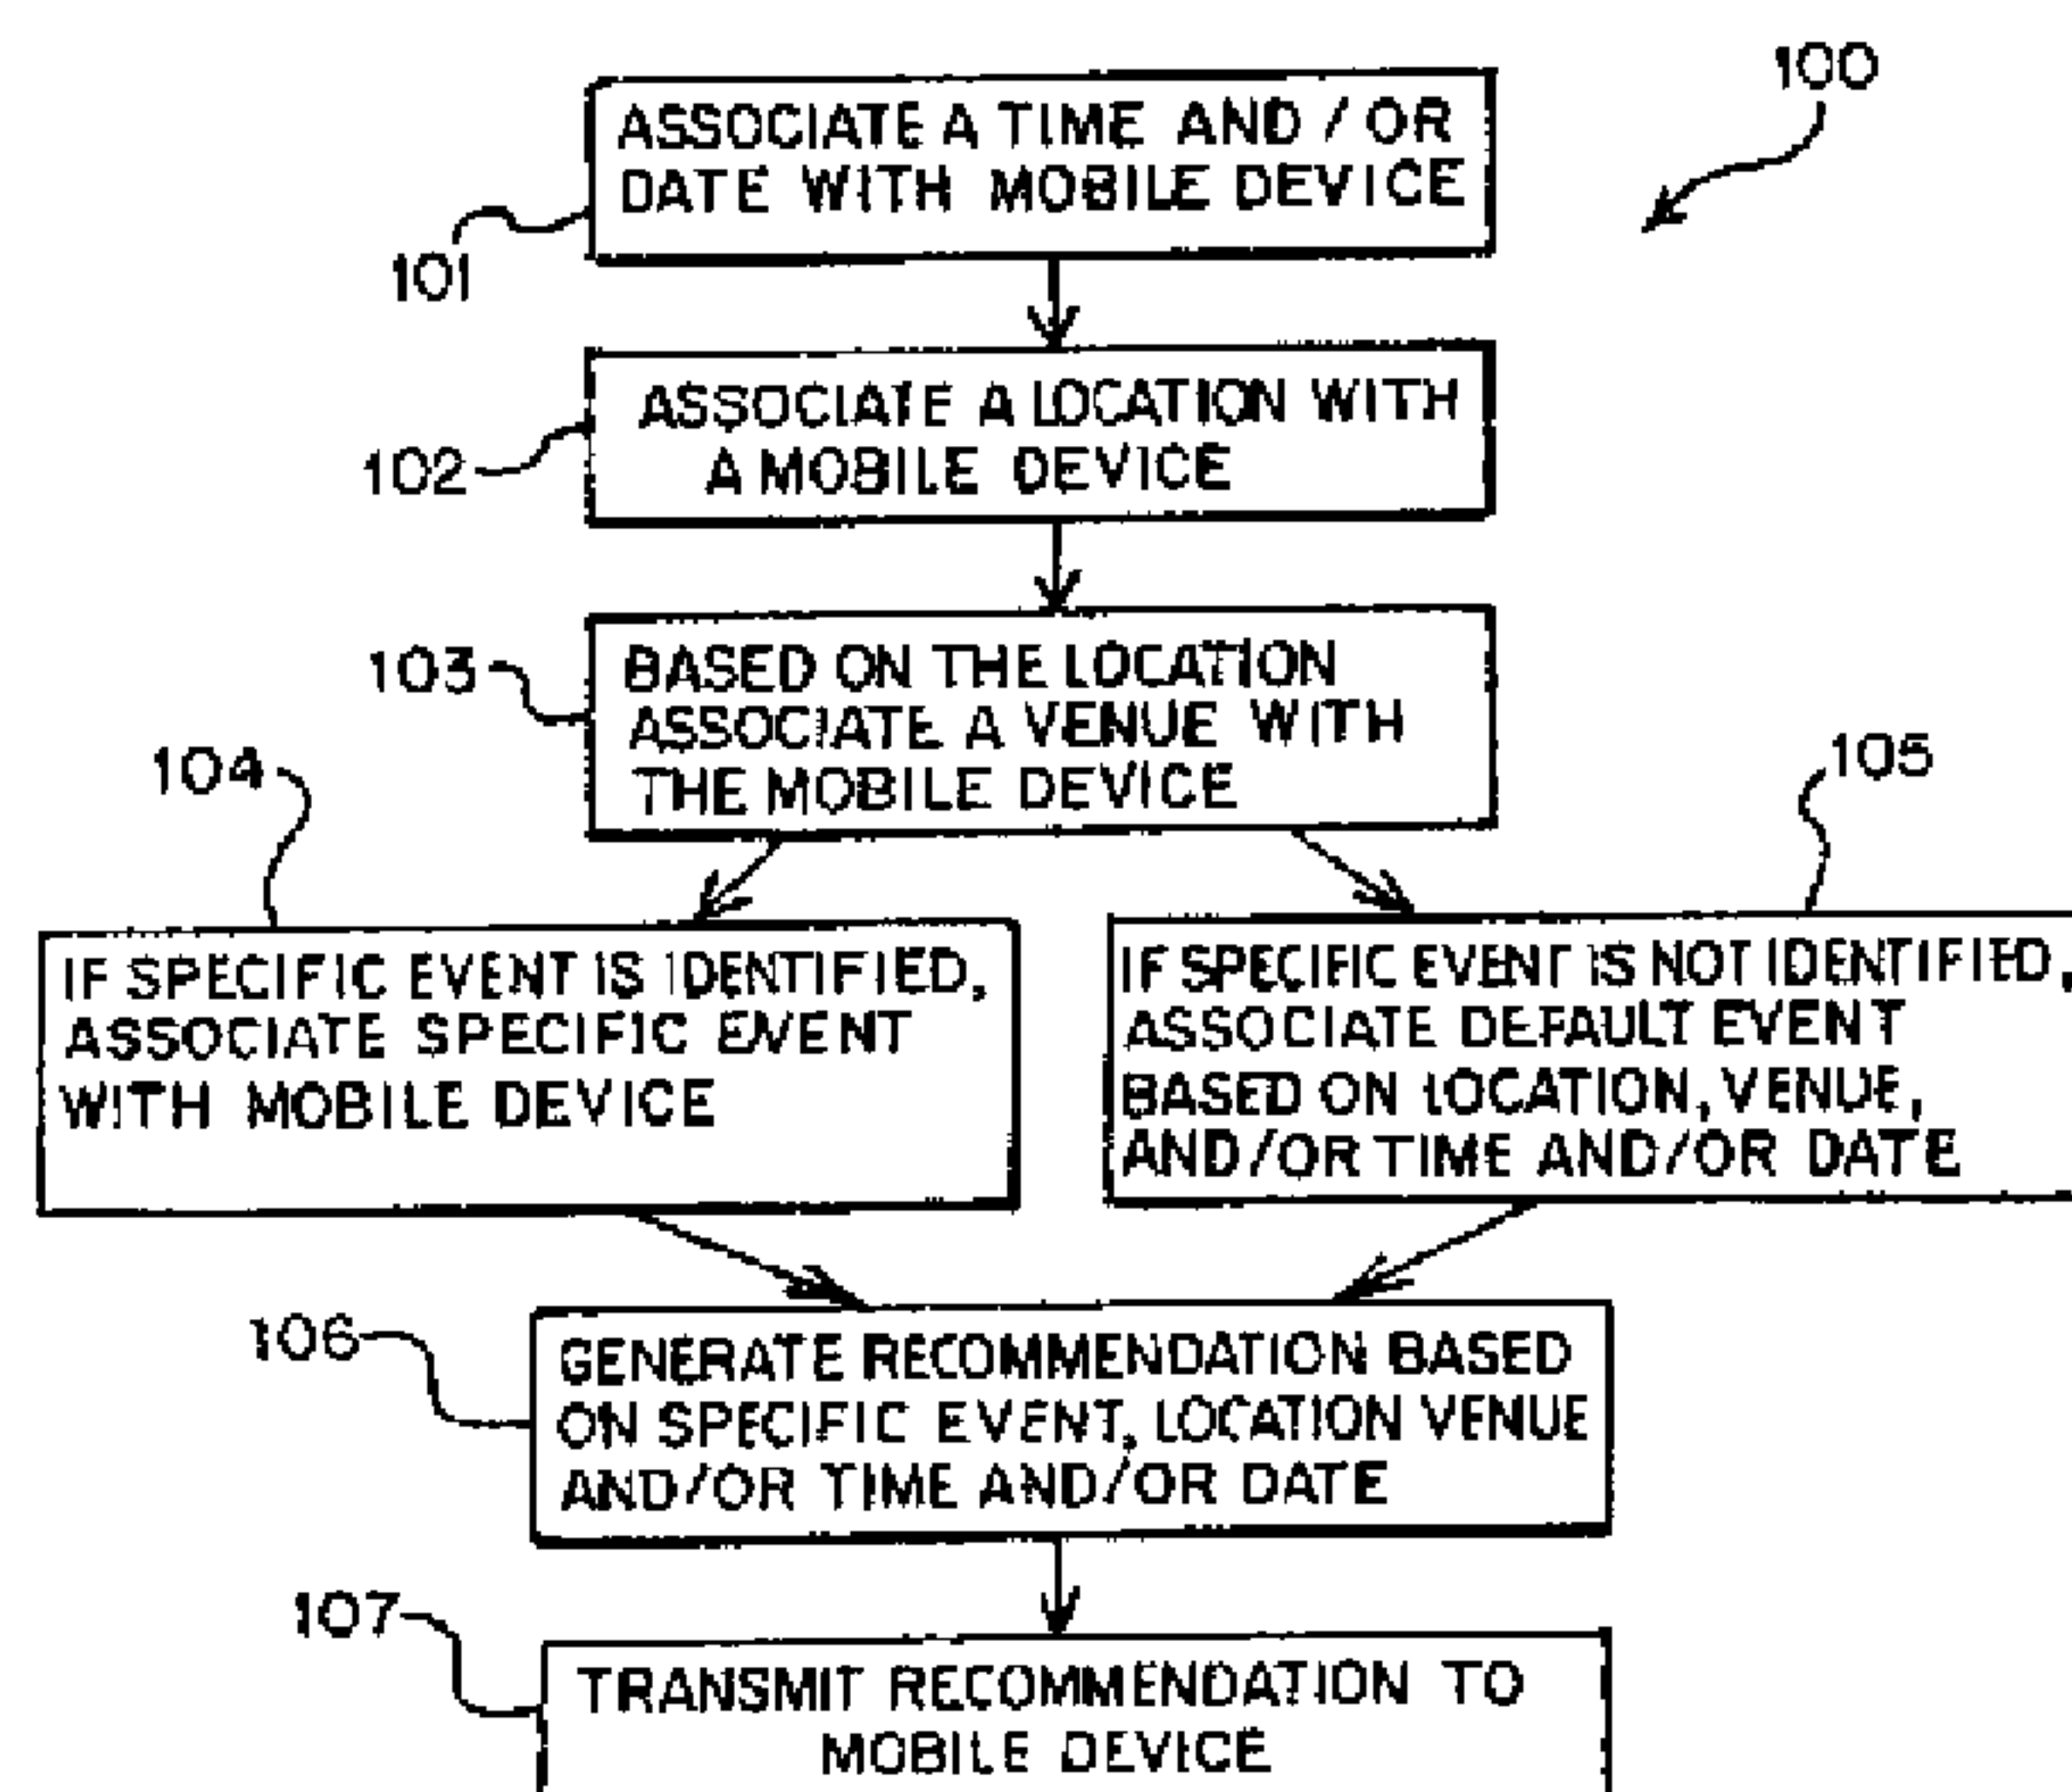 100
ASSOCIATE A TIME AND / OR
DATE WITH MOBILE DEVICE
101
ASSOCIATE A LOCATION WITH
A MOBILE DEVICE
102
103
BASED ON THE LOCATION
ASSOCIATE A VENUE WITH
THE MOBILE DEVICE
104
105
IF SPECIFIC EVENT IS IDENTIFIED,
ASSOCIATE SPECIFIC EVENT
WITH MOBILE DEVICE
IF SPECIFIC EVENT IS NOT IDENTIFIED,
ASSOCIATE DEFAULT EVENT
BASED ON LOCATION, VENUE,
AND/OR TIME AND/OR DATE
106
GENERATE RECOMMENDATION BASED
ON SPECIFIC EVENT, LOCATION VENUE
AND/OR TIME AND/OR DATE
107
TRANSMIT RECOMMENDATION TO
MOBILE DEVICE